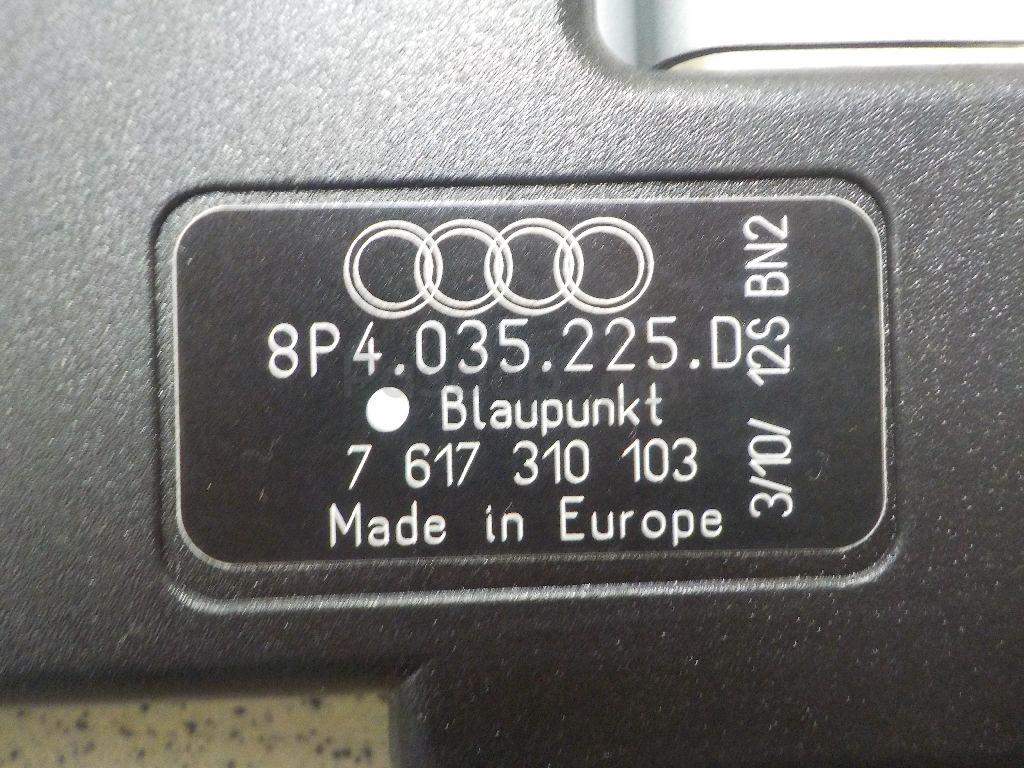 8P4.035.225.D
Blaupunkt
7 617 310 103
Made in Europe
3/10/ 12S BN2